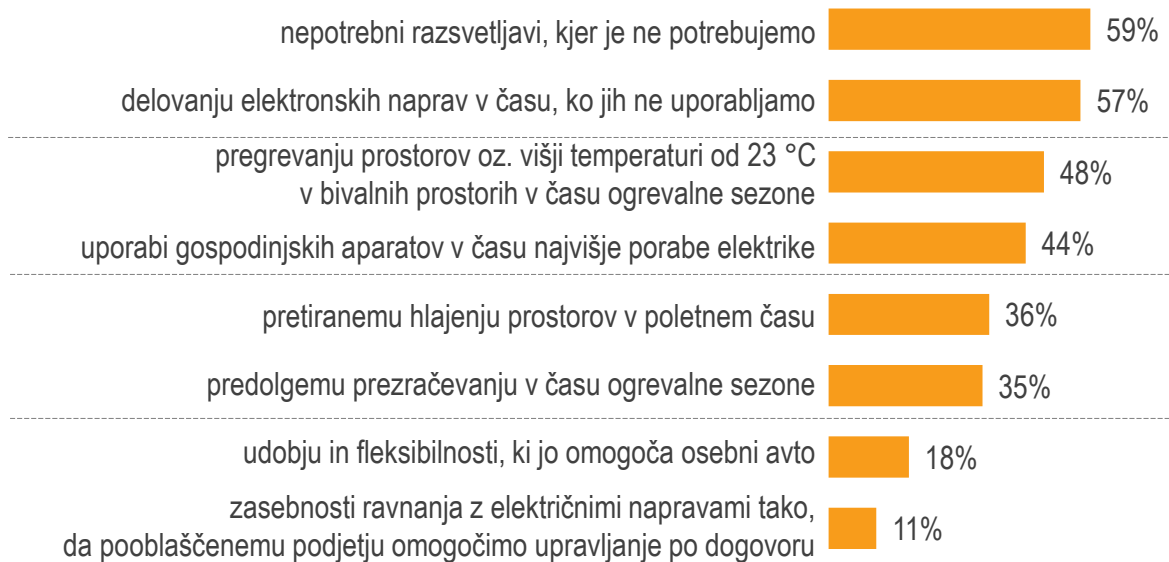 nepotrebni razsvetljavi, kjer je ne potrebujemo 59%
delovanju elektronskih naprav v času, ko jih ne uporabljamo 57%
pregrevanju prostorov oz. višji temperaturi od 23 °C
v bivalnih prostorih v času ogrevalne sezone 48%
uporabi gospodinjskih aparatov v času najvišje porabe elektrike 44%
pretiranemu hlajenju prostorov v poletnem času 36%
predolgemu prezračevanju v času ogrevalne sezone 35%
udobju in fleksibilnosti, ki jo omogoča osebni avto 18%
zasebnosti ravnanja z električnimi napravami tako,
da pooblaščenemu podjetju omogočimo upravljanje po dogovoru 11%